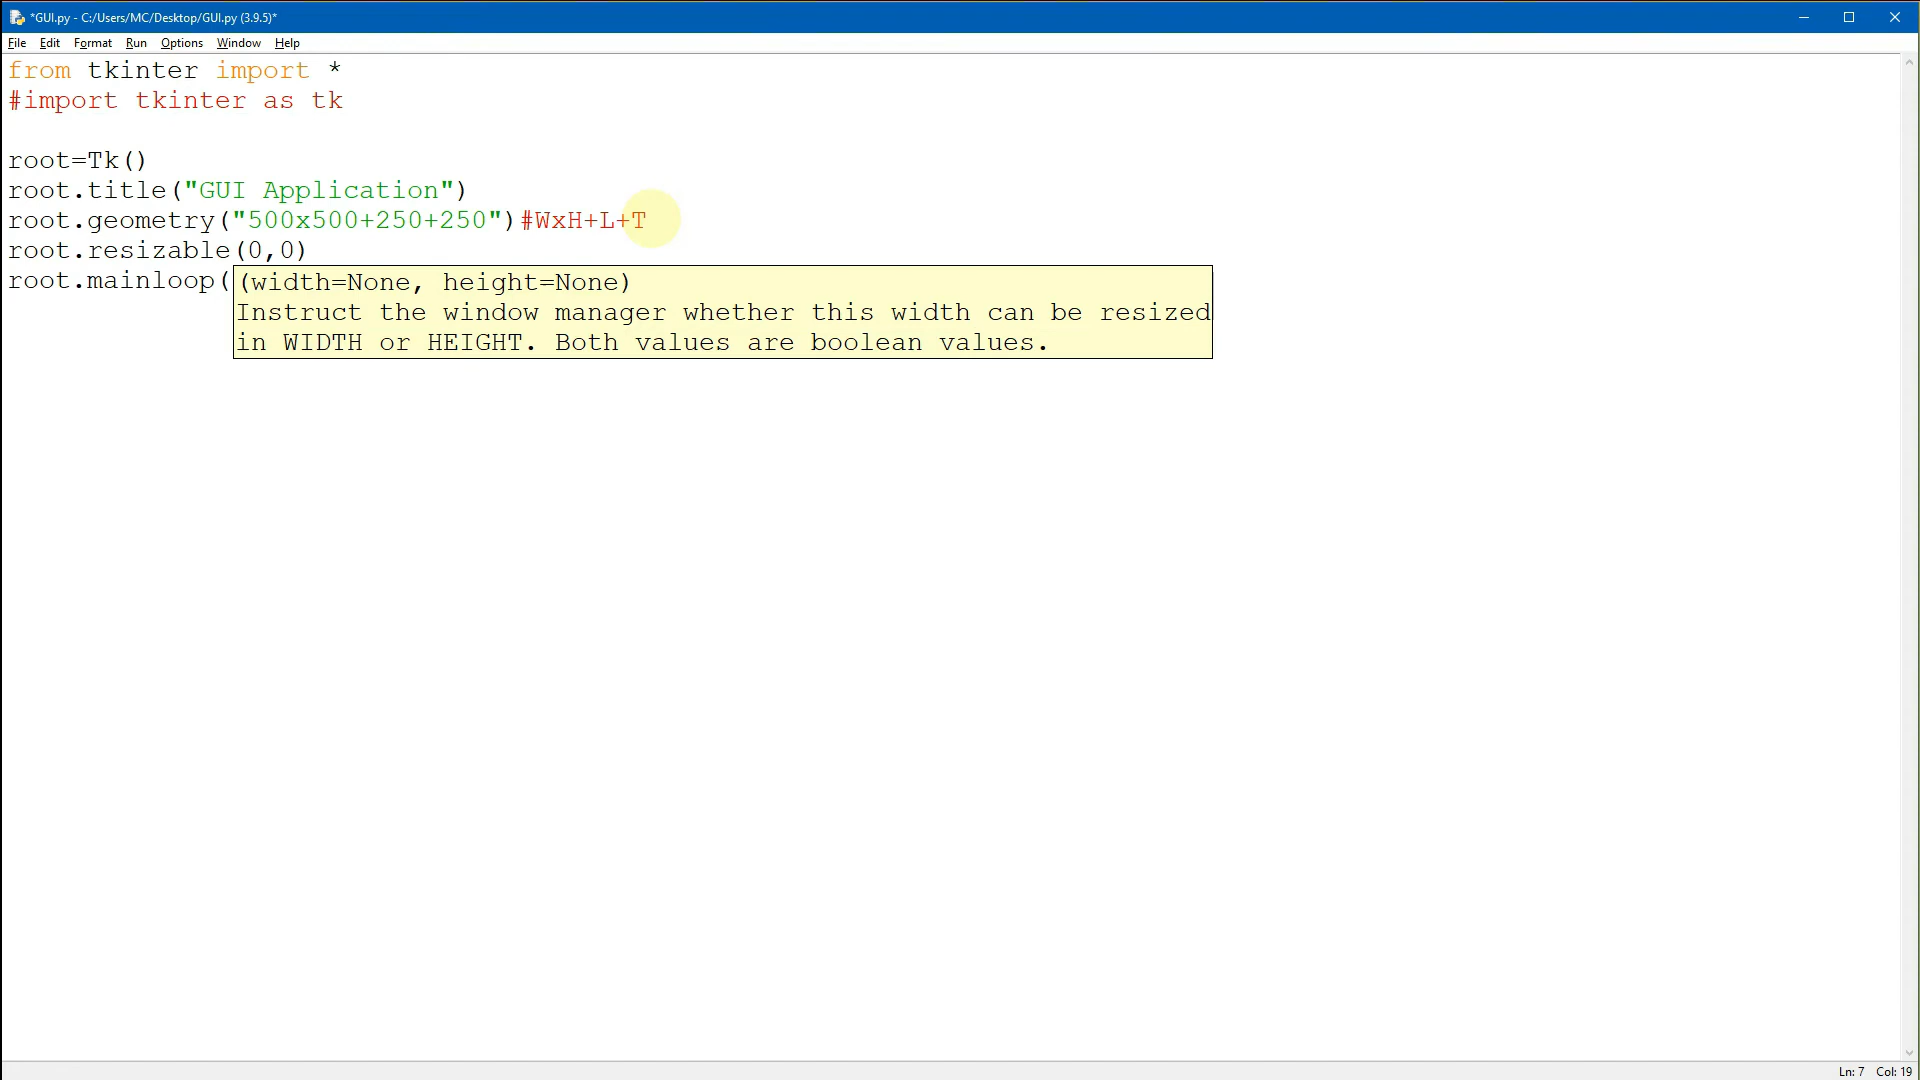 *GUI.py - C:/Users/MC/Desktop/GUI.py (3.9.5)*
File Edit Format Run Options Window Help
from tkinter import *
#import tkinter as tk
root=Tk()
root.title("GUI Application")
root.geometry("500x500+250+250")#WxH+L+T
root.resizable(0,0)
root.mainloop(
(width=None, height=None)
Instruct the window manager whether this width can be resized
in WIDTH or HEIGHT. Both values are boolean values.
Ln: 7 Col: 19